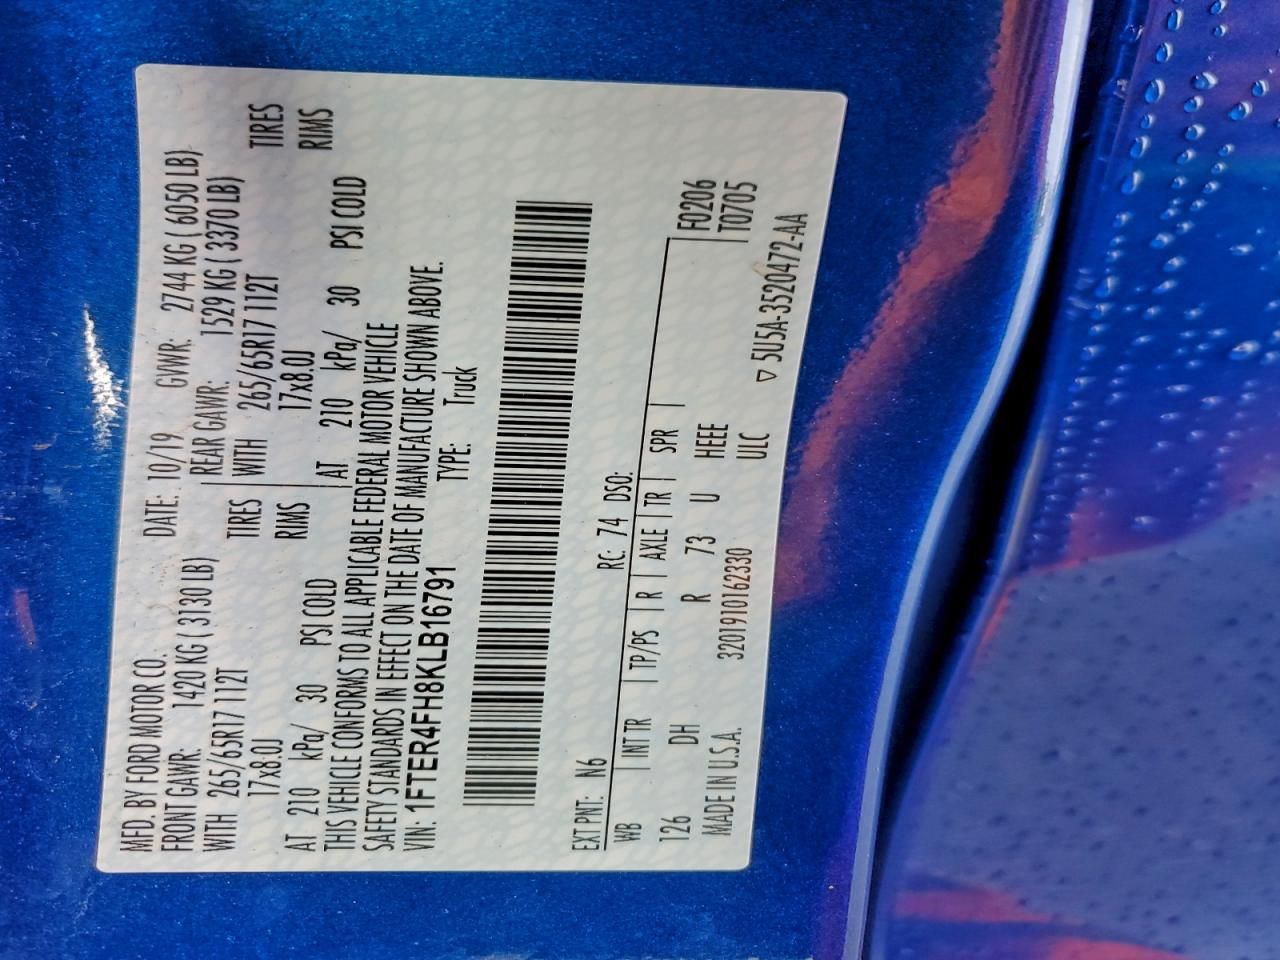 MFD. BY FORD MOTOR CO.
DATE: 10/19 GVWR: 2744 KG ( 6050 LB)
FRONT GAWR: 1420 KG ( 3130 LB) REAR GAWR: 1529 KG ( 3370 LB)
WITH 265/65R17 112T TIRES WITH 265/65R17 112T TIRES
17x8.0J RIMS 17x8.0J RIMS
AT 210 kPa/ 30 PSI COLD AT 210 kPa/ 30 PSI COLD
THIS VEHICLE CONFORMS TO ALL APPLICABLE FEDERAL MOTOR VEHICLE
SAFETY STANDARDS IN EFFECT ON THE DATE OF MANUFACTURE SHOWN ABOVE.
VIN: 1FTER4FH8KLB16791 TYPE: Truck
EXT PNT: N6 RC: 74 DSO:
WB INT TR TP/PS R AXLE TR SPR F0206
126 DH R 73 U HEEE T0705
MADE IN U.S.A. 3201910162330 ULC
▽ 5U5A-3520472-AA